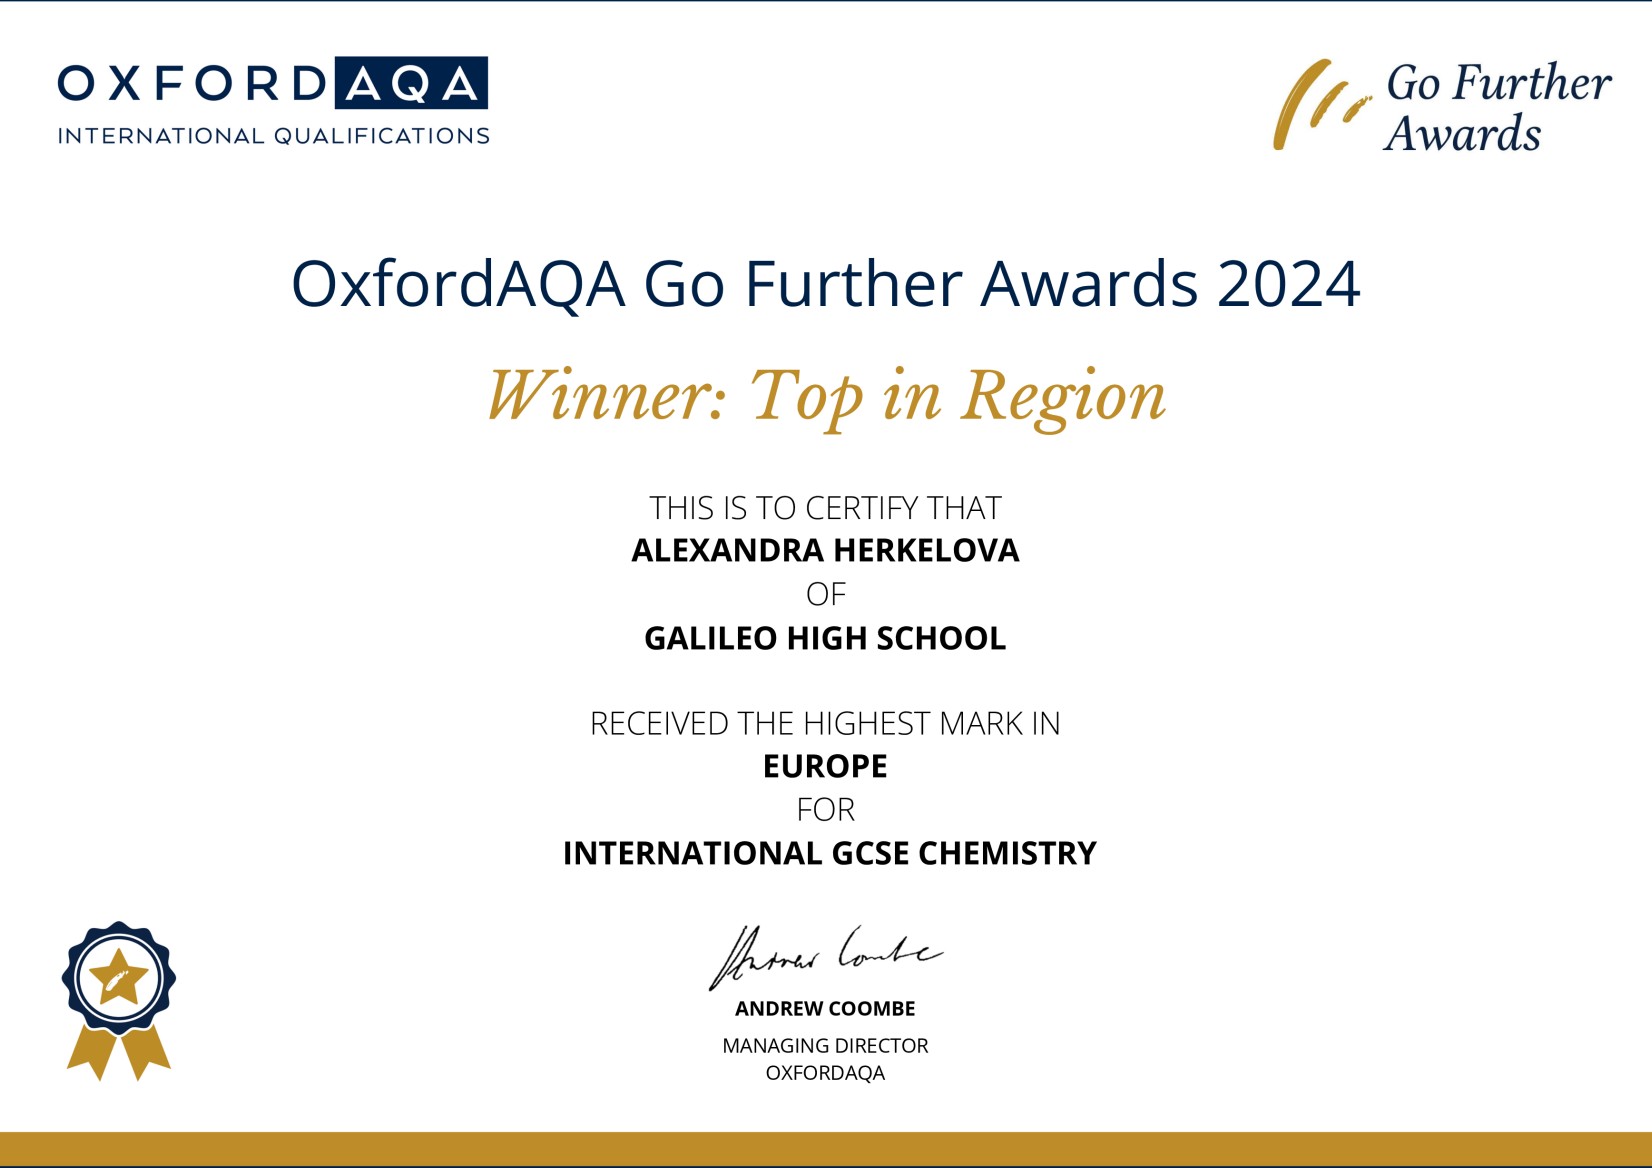 OXFORDAQA
INTERNATIONAL QUALIFICATIONS
Go Further
Awards
OxfordAQA Go Further Awards 2024
Winner: Top in Region
THIS IS TO CERTIFY THAT
ALEXANDRA HERKELOVA
OF
GALILEO HIGH SCHOOL
RECEIVED THE HIGHEST MARK IN
EUROPE
FOR
INTERNATIONAL GCSE CHEMISTRY
Andrew Coombe
ANDREW COOMBE
MANAGING DIRECTOR
OXFORDAQA